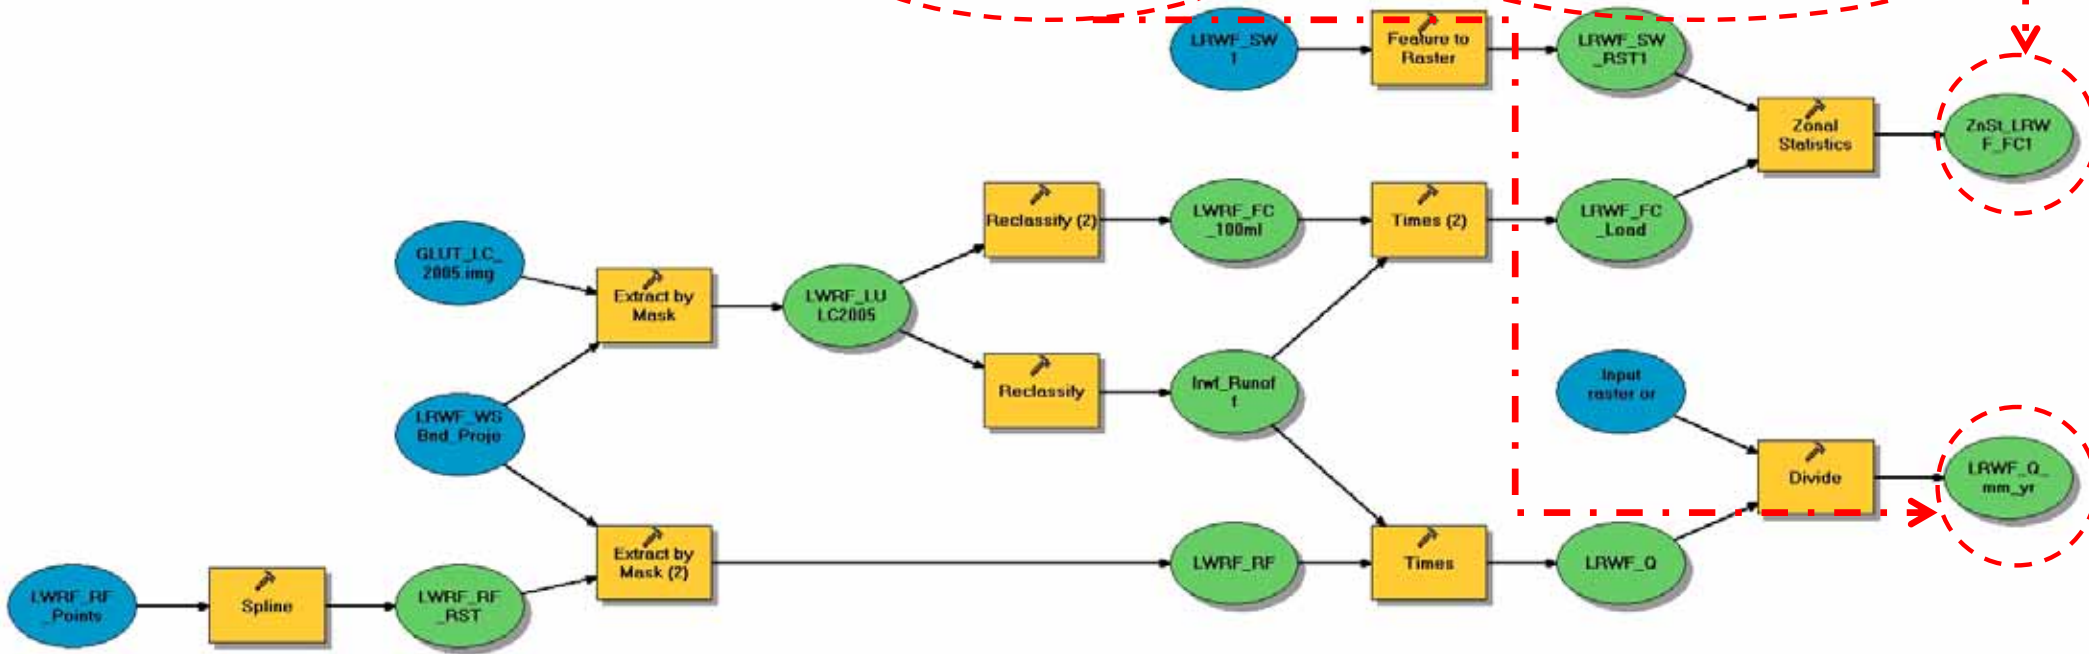 LRWF_SW
1
Feature to
Raster
LRWF_SW
_RST1
Zonal
Statistics
ZnSt_LRW
F_FC1
GLUT_LC_
2005.img
Extract by
Mask
LWRF_LU
LC2005
Reclassify (2)
LWRF_FC
_100ml
Times (2)
LRWF_FC
_Load
LRWF_WS
Bnd_Proje
Reclassify
lrwf_Runof
f
Input
raster or
Divide
LRWF_Q_
mm_yr
LWRF_RF
_Points
Spline
LWRF_RF
_RST
Extract by
Mask (2)
LWRF_RF
Times
LRWF_Q